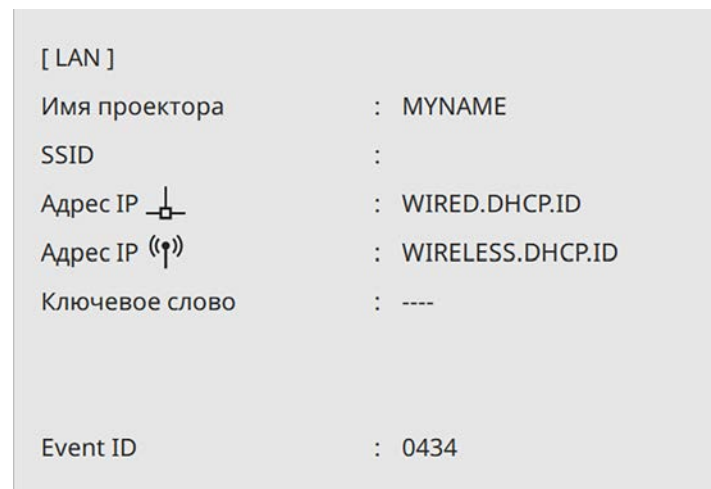 [ LAN ]
Имя проектора : MYNAME
SSID :
Адрес IP : WIRED.DHCP.ID
Адрес IP : WIRELESS.DHCP.ID
Ключевое слово : ----
Event ID : 0434